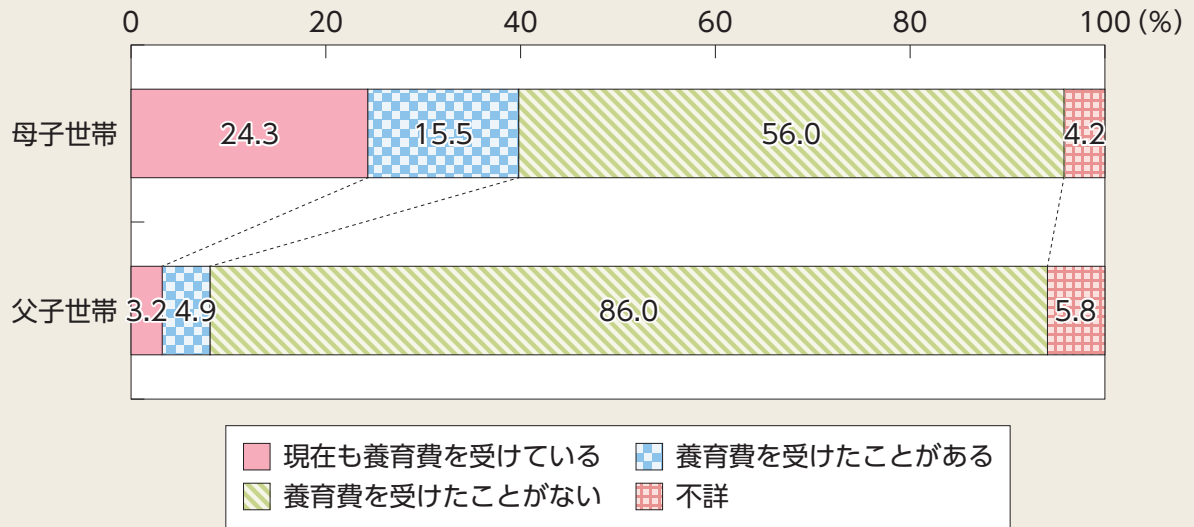 0 20 40 60 80 100 (%)
母子世帯 24.3 15.5 56.0 4.2
父子世帯 3.2 4.9 86.0 5.8
現在も養育費を受けている 養育費を受けたことがある
養育費を受けたことがない 不詳